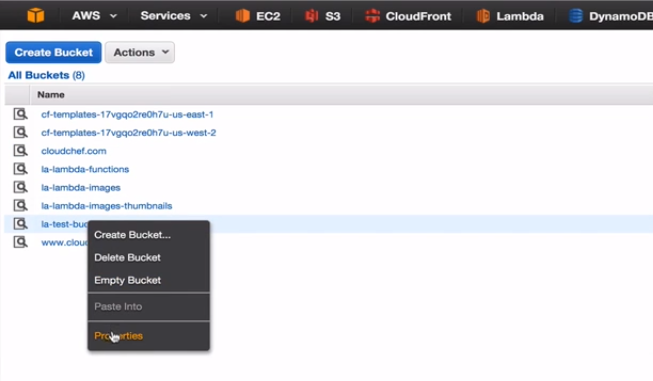 AWS Services EC2 S3 CloudFront Lambda DynamoDB
Create Bucket Actions
All Buckets (8)
Name
cf-templates-17vgqo2re0h7u-us-east-1
cf-templates-17vgqo2re0h7u-us-west-2
cloudchef.com
la-lambda-functions
la-lambda-images
la-lambda-images-thumbnails
la-test-buc
www.clou
Create Bucket...
Delete Bucket
Empty Bucket
Paste Into
Properties